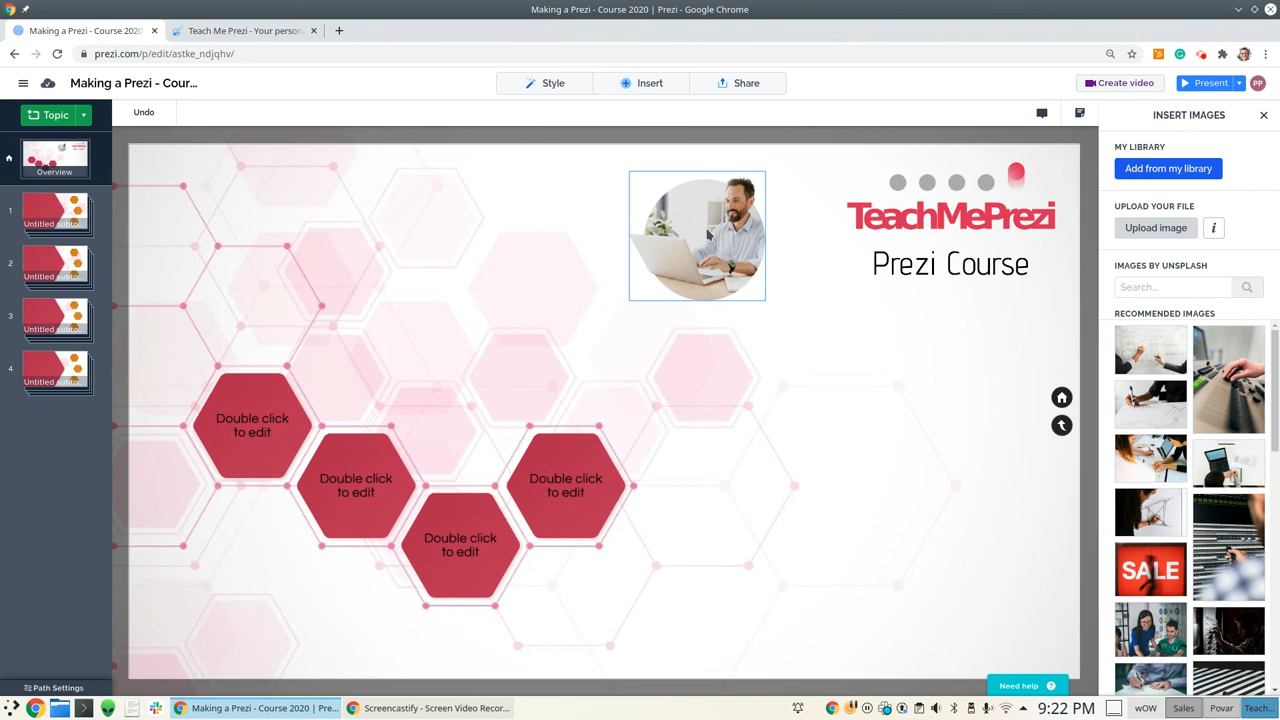 Making a Prezi - Course 2020 | Prezi - Google Chrome
Making a Prezi - Course 2020
Teach Me Prezi - Your person
prezi.com/p/edit/astke_ndjqhv/
Making a Prezi - Cour...
Style
Insert
Share
Create video
Present
PP
Topic
Undo
INSERT IMAGES
MY LIBRARY
Add from my library
UPLOAD YOUR FILE
Upload image
i
IMAGES BY UNSPLASH
Search...
RECOMMENDED IMAGES
SALE
Overview
1
Untitled subto...
2
Untitled subto...
3
Untitled subto...
4
Untitled subto...
TeachMePrezi
Prezi Course
Double click
to edit
Double click
to edit
Double click
to edit
Double click
to edit
Need help ?
Path Settings
Making a Prezi - Course 2020 | Pre...
Screencastify - Screen Video Recor...
9:22 PM
wOW
Sales
Povar
Teach...